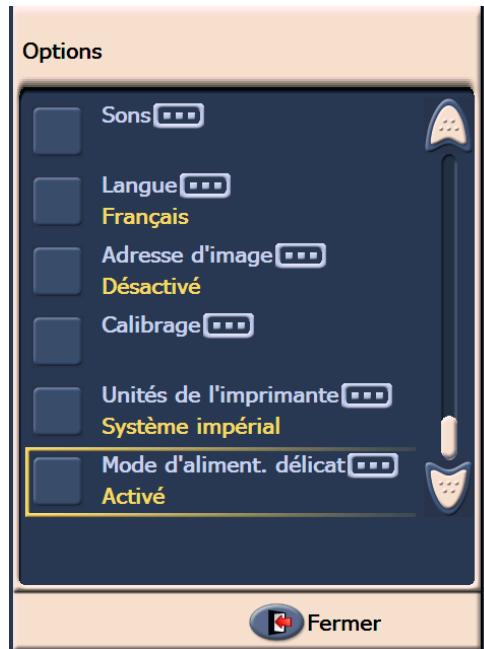 Options
Sons
Langue
Français
Adresse d'image
Désactivé
Calibrage
Unités de l'imprimante
Système impérial
Mode d'aliment. délicat
Activé
Fermer